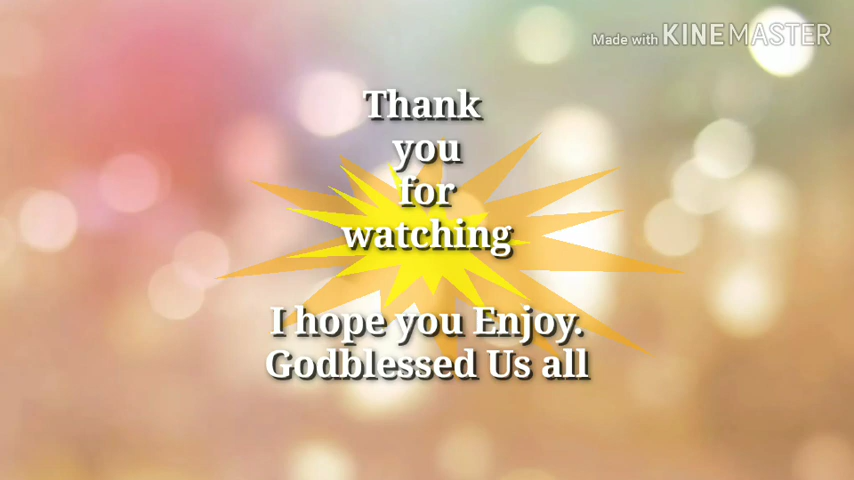 Made with KINEMASTER
Thank
you
for
watching
I hope you Enjoy.
Godblessed Us all